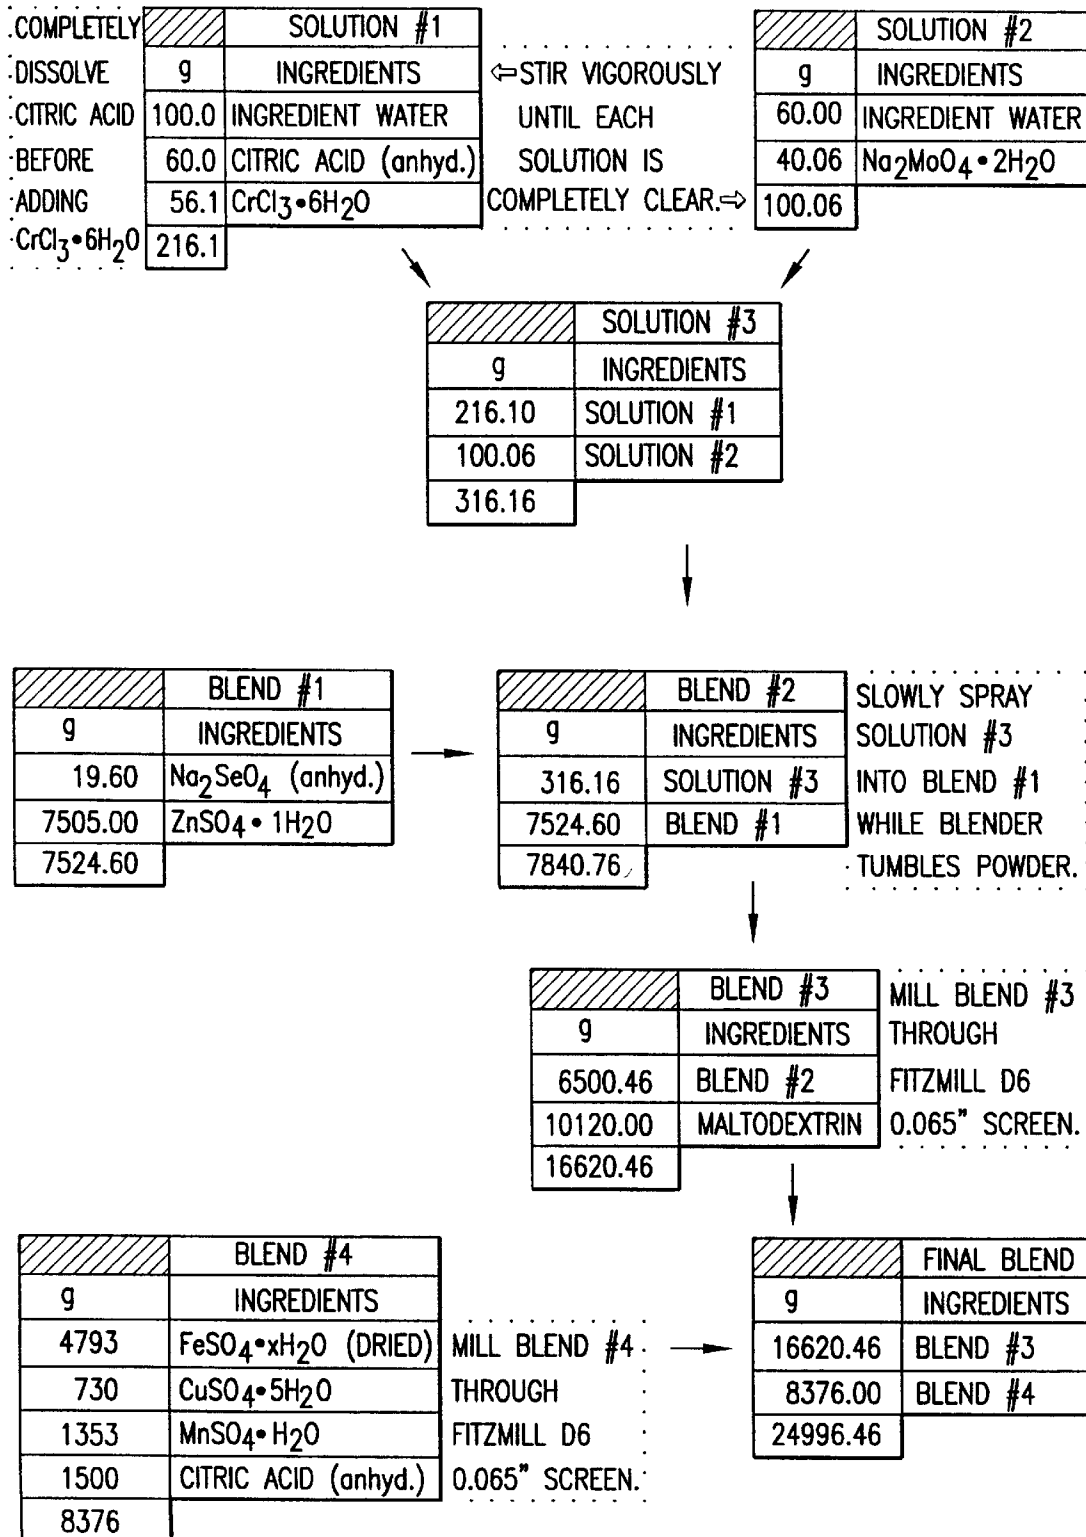 COMPLETELY
DISSOLVE
CITRIC ACID
BEFORE
ADDING
CrCl3•6H2O
SOLUTION #1
g INGREDIENTS
100.0 INGREDIENT WATER
60.0 CITRIC ACID (anhyd.)
56.1 CrCl3•6H2O
216.1
⇦STIR VIGOROUSLY
UNTIL EACH
SOLUTION IS
COMPLETELY CLEAR.⇨
SOLUTION #2
g INGREDIENTS
60.00 INGREDIENT WATER
40.06 Na2MoO4•2H2O
100.06
SOLUTION #3
g INGREDIENTS
216.10 SOLUTION #1
100.06 SOLUTION #2
316.16
BLEND #1
g INGREDIENTS
19.60 Na2SeO4 (anhyd.)
7505.00 ZnSO4•1H2O
7524.60
BLEND #2
g INGREDIENTS
316.16 SOLUTION #3
7524.60 BLEND #1
7840.76
SLOWLY SPRAY
SOLUTION #3
INTO BLEND #1
WHILE BLENDER
TUMBLES POWDER.
BLEND #3
g INGREDIENTS
6500.46 BLEND #2
10120.00 MALTODEXTRIN
16620.46
MILL BLEND #3
THROUGH
FITZMILL D6
0.065" SCREEN.
BLEND #4
g INGREDIENTS
4793 FeSO4•xH2O (DRIED)
730 CuSO4•5H2O
1353 MnSO4•H2O
1500 CITRIC ACID (anhyd.)
8376
MILL BLEND #4
THROUGH
FITZMILL D6
0.065" SCREEN.
FINAL BLEND
g INGREDIENTS
16620.46 BLEND #3
8376.00 BLEND #4
24996.46